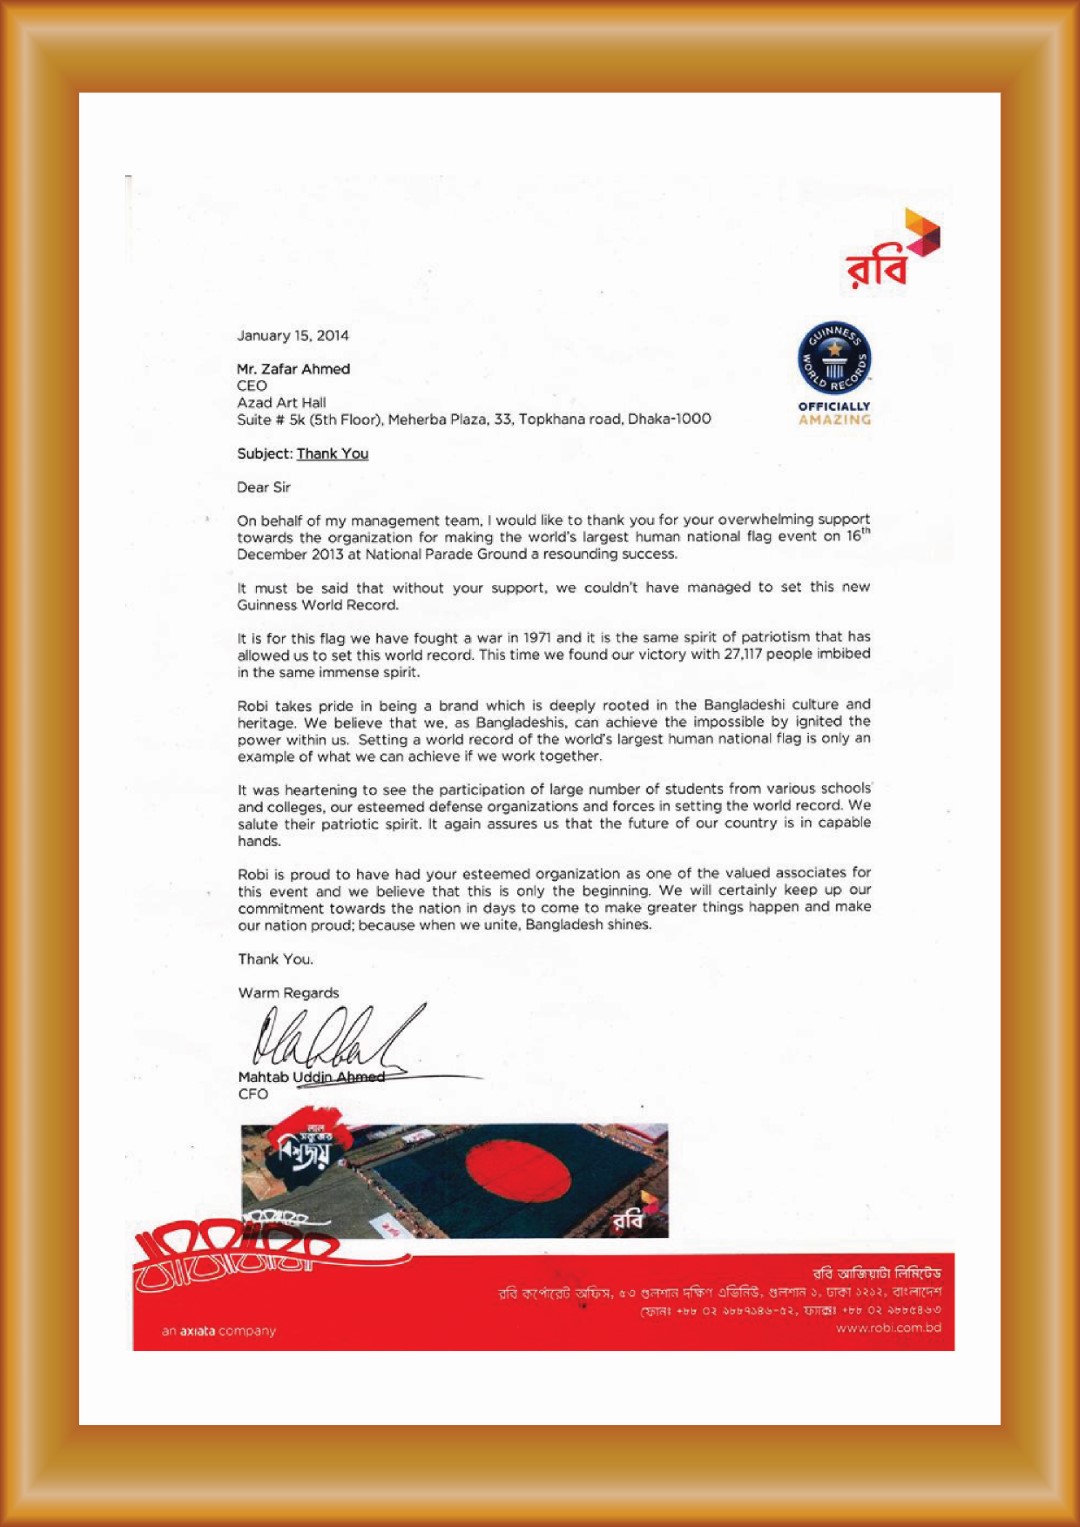 রবি
January 15, 2014
GUINNESS
WORLD RECORDS
OFFICIALLY
AMAZING
Mr. Zafar Ahmed
CEO
Azad Art Hall
Suite # 5k (5th Floor), Meherba Plaza, 33, Topkhana road, Dhaka-1000
Subject: Thank You
Dear Sir
On behalf of my management team, I would like to thank you for your overwhelming support
towards the organization for making the world's largest human national flag event on 16th
December 2013 at National Parade Ground a resounding success.
It must be said that without your support, we couldn't have managed to set this new
Guinness World Record.
It is for this flag we have fought a war in 1971 and it is the same spirit of patriotism that has
allowed us to set this world record. This time we found our victory with 27,117 people imbibed
in the same immense spirit.
Robi takes pride in being a brand which is deeply rooted in the Bangladeshi culture and
heritage. We believe that we, as Bangladeshis, can achieve the impossible by ignited the
power within us. Setting a world record of the world's largest human national flag is only an
example of what we can achieve if we work together.
It was heartening to see the participation of large number of students from various schools
and colleges, our esteemed defense organizations and forces in setting the world record. We
salute their patriotic spirit. It again assures us that the future of our country is in capable
hands.
Robi is proud to have had your esteemed organization as one of the valued associates for
this event and we believe that this is only the beginning. We will certainly keep up our
commitment towards the nation in days to come to make greater things happen and make
our nation proud; because when we unite, Bangladesh shines.
Thank You.
Warm Regards
Mahtab Uddin Ahmed
CFO
লাল
সবুজের
বিশ্বজয়
রবি
রবি আজিয়াটা লিমিটেড
রবি কর্পোরেট অফিস, ৫৩ গুলশান দক্ষিণ এভিনিউ, গুলশান ১, ঢাকা ১২১২, বাংলাদেশ
ফোনঃ +৮৮ ০২ ৯৮৮৭১৪৬-৫২, ফ্যাক্সঃ +৮৮ ০২ ৯৮৮৫৪৬৩
www.robi.com.bd
an axiata company